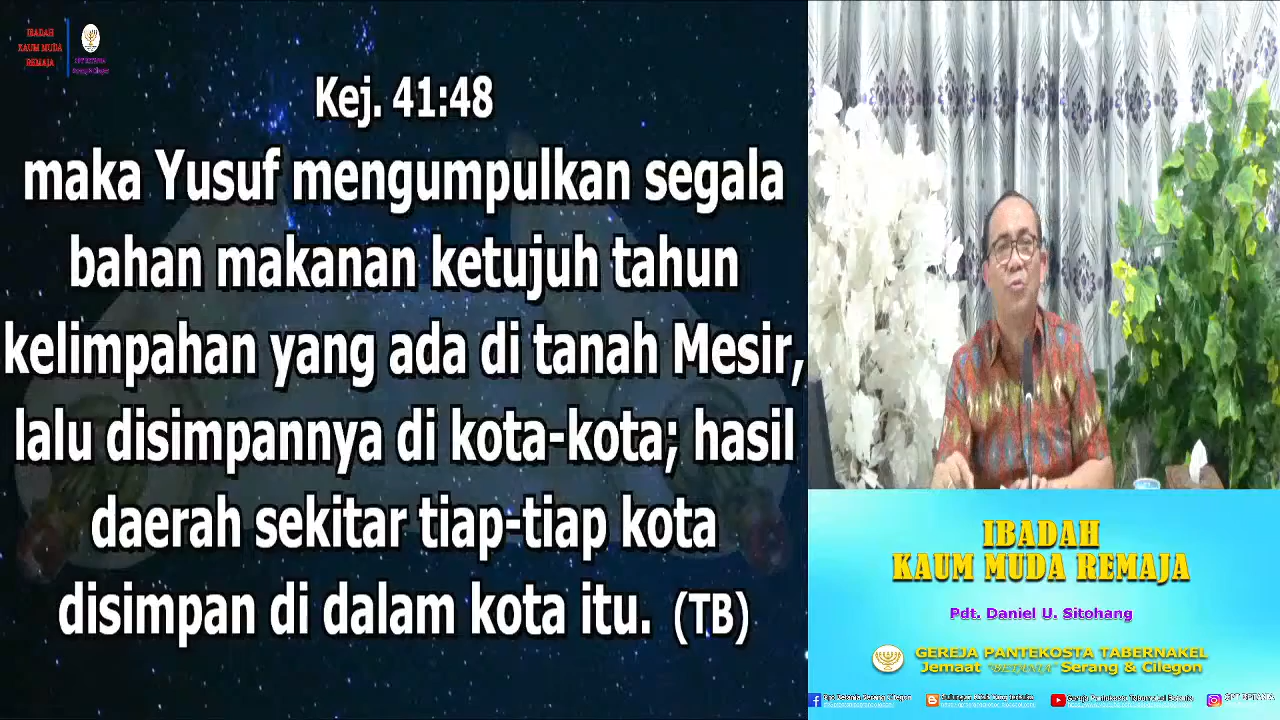 IBADAH
KAUM MUDA
REMAJA
Kej. 41:48
maka Yusuf mengumpulkan segala
bahan makanan ketujuh tahun
kelimpahan yang ada di tanah Mesir,
lalu disimpannya di kota-kota; hasil
daerah sekitar tiap-tiap kota
disimpan di dalam kota itu. (TB)
IBADAH
KAUM MUDA REMAJA
Pdt. Daniel U. Sitohang
GEREJA PANTEKOSTA TABERNAKEL
Jemaat "BETANIA" Serang & Cilegon